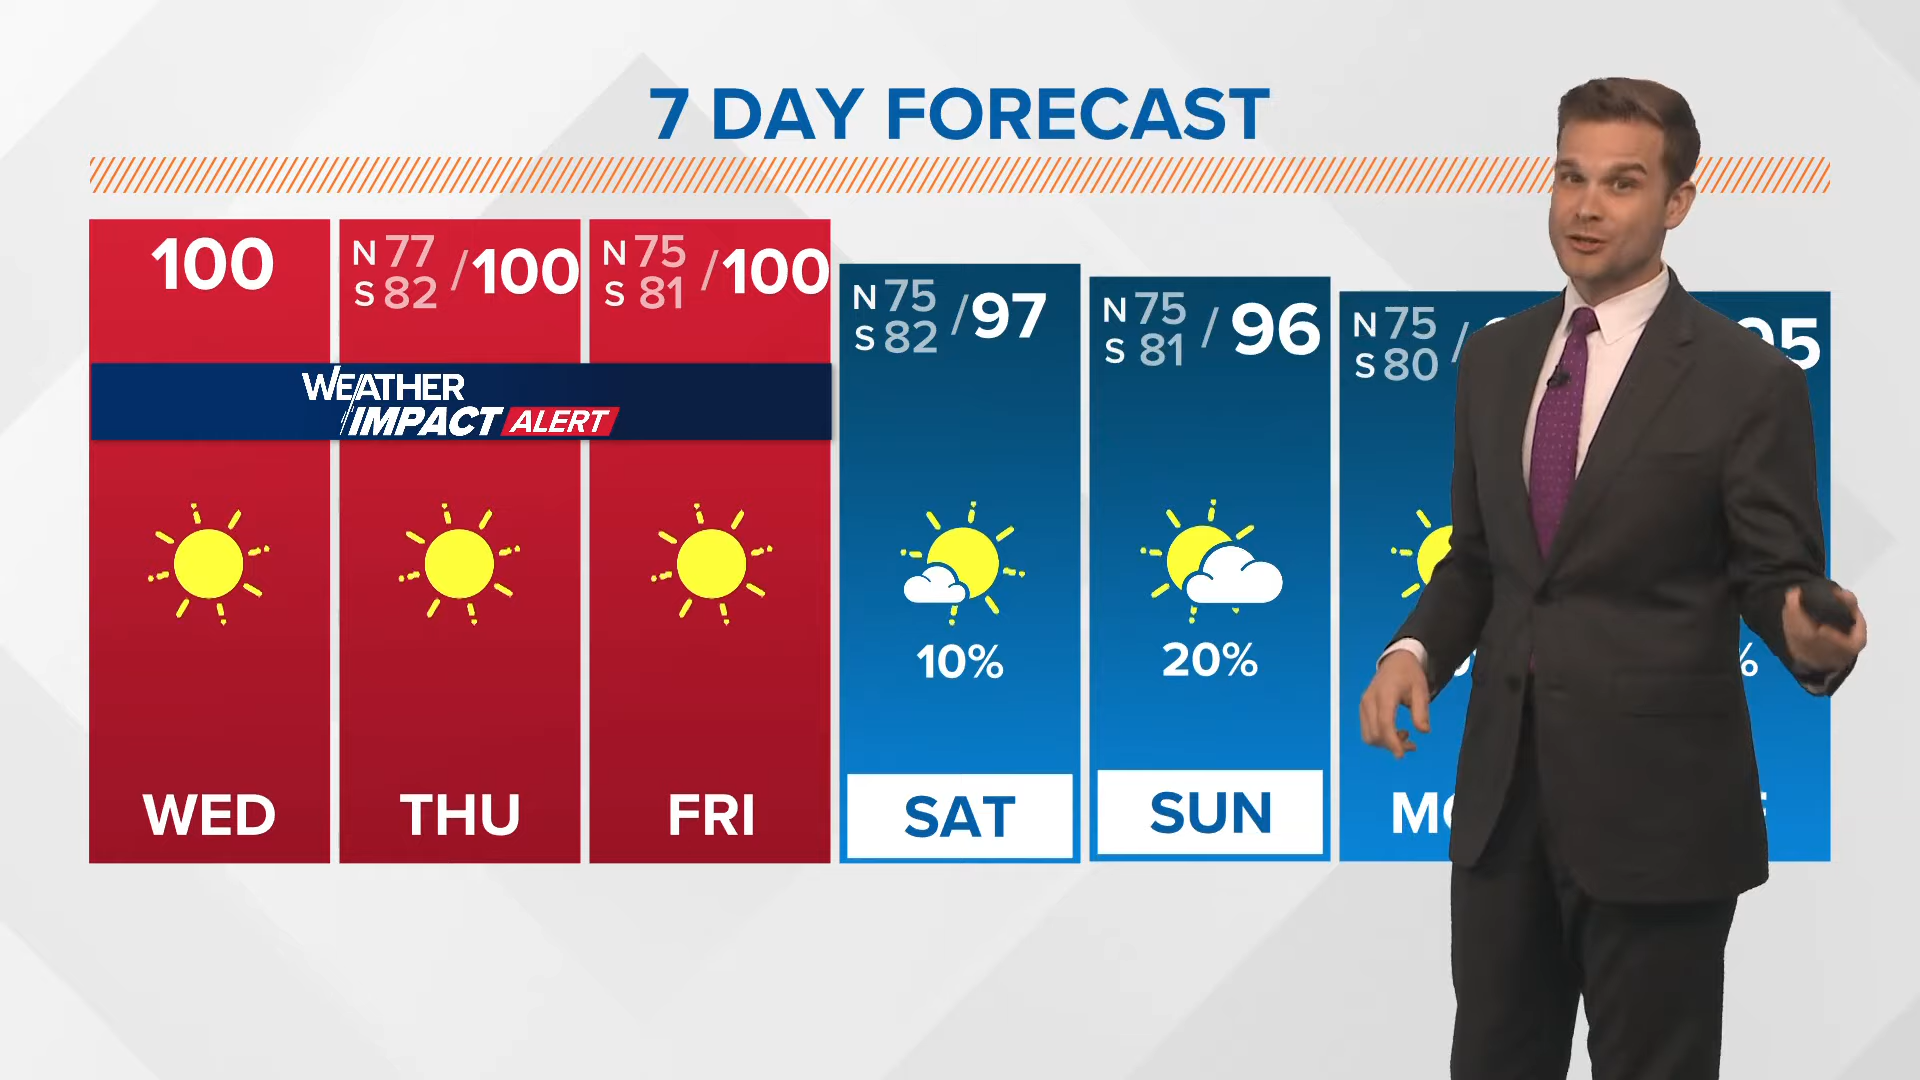 7 DAY FORECAST
100
N 77
S 82
/100
N 75
S 81
/100
N 75
S 82
/97
N 75
S 81
/ 96
N 75
S 80
/
WEATHER
IMPACT ALERT
10%
20%
%
WED
THU
FRI
SAT
SUN